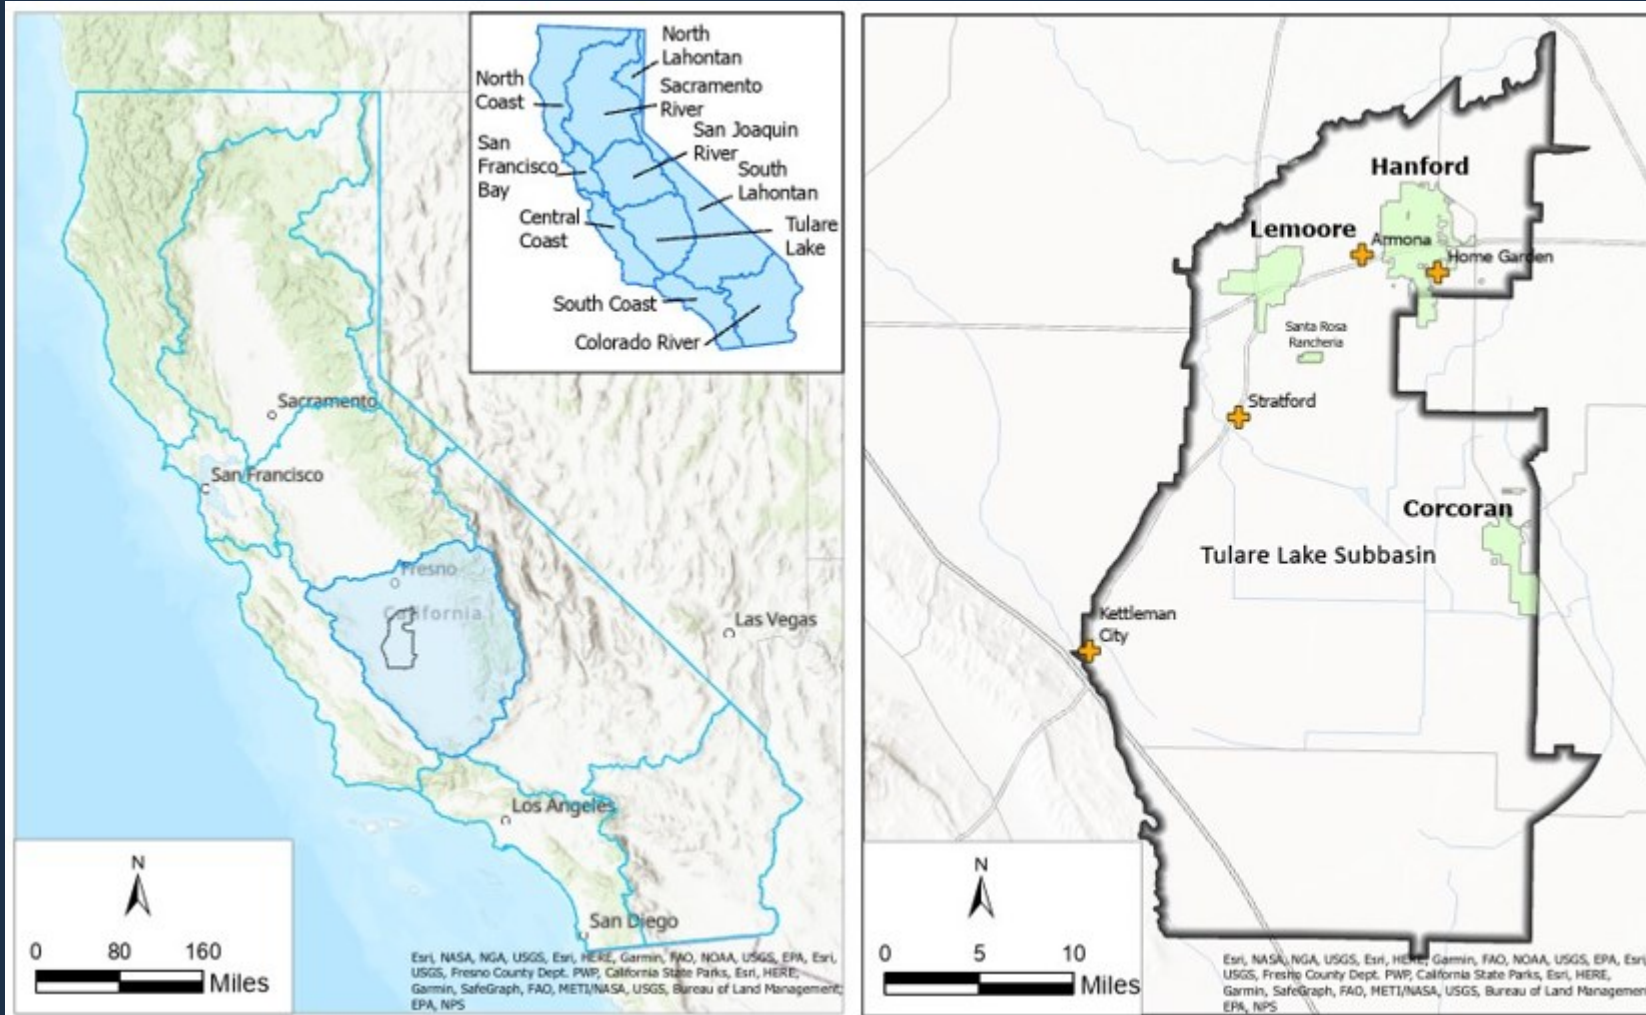 North
Lahontan
North
Coast
Sacramento
River
San Joaquin
River
San
Francisco
Bay
South
Lahontan
Central
Coast
Tulare
Lake
South Coast
Colorado River
Sacramento
San Francisco
Fresno
California
Las Vegas
Los Angeles
San Diego
N
0 80 160
Miles
Esri, NASA, NGA, USGS, Esri, HERE, Garmin, FAO, NOAA, USGS, EPA, Esri,
USGS, Fresno County Dept. PWP, California State Parks, Esri, HERE,
Garmin, SafeGraph, FAO, METI/NASA, USGS, Bureau of Land Management,
EPA, NPS
Hanford
Lemoore
Armona
Home Garden
Santa Rosa
Rancheria
Stratford
Corcoran
Tulare Lake Subbasin
Kettleman
City
N
0 5 10
Miles
Esri, NASA, NGA, USGS, Esri, HERE, Garmin, FAO, NOAA, USGS, EPA, Esri
USGS, Fresno County Dept. PWP, California State Parks, Esri, HERE,
Garmin, SafeGraph, FAO, METI/NASA, USGS, Bureau of Land Management
EPA, NPS